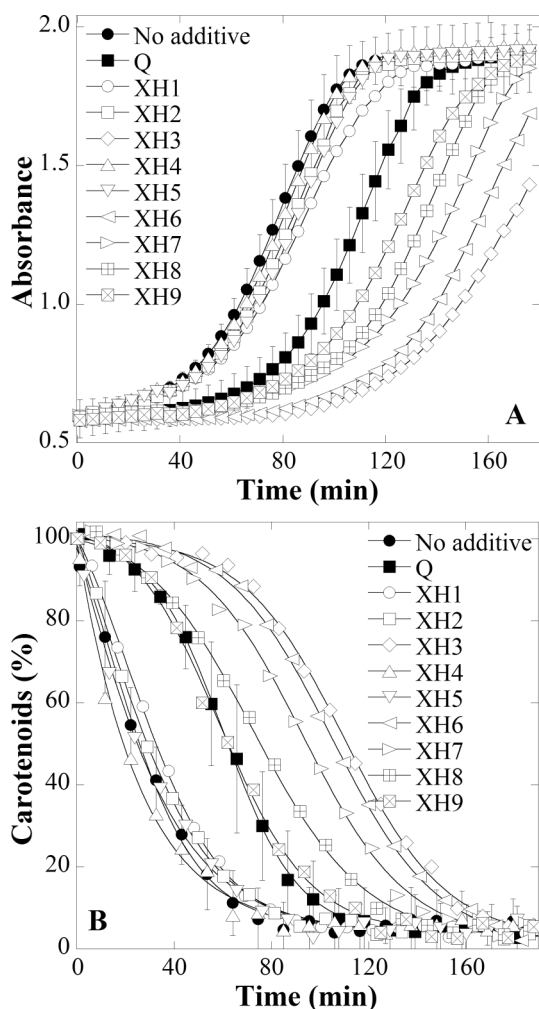 2.0
1.5
1.0
0.5
Absorbance
No additive
Q
XH1
XH2
XH3
XH4
XH5
XH6
XH7
XH8
XH9
A
0 40 80 120 160
Time (min)
100
80
60
40
20
0
Carotenoids (%)
No additive
Q
XH1
XH2
XH3
XH4
XH5
XH6
XH7
XH8
XH9
B
0 40 80 120 160
Time (min)